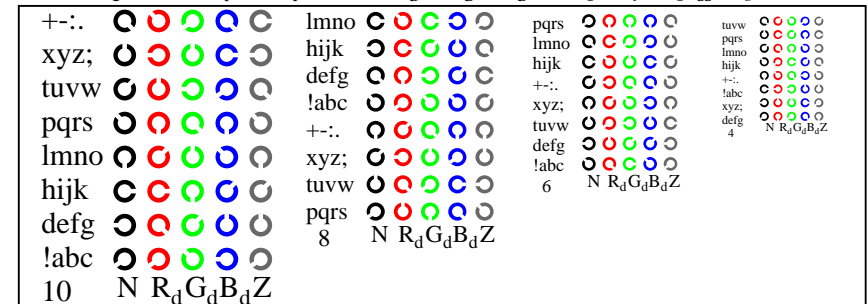 +-:.
xyz;
tuvw
pqrs
lmno
hijk
defg
!abc
10 N RdGdBdZ
lmno
hijk
defg
!abc
+-:.
xyz;
tuvw
pqrs
8 N RdGdBdZ
pqrs
lmno
hijk
+-:.
xyz;
tuvw
defg
!abc
6 N RdGdBdZ
tuvw
pqrs
lmno
hijk
+-:.
!abc
xyz;
defg
4 N RdGdBdZ